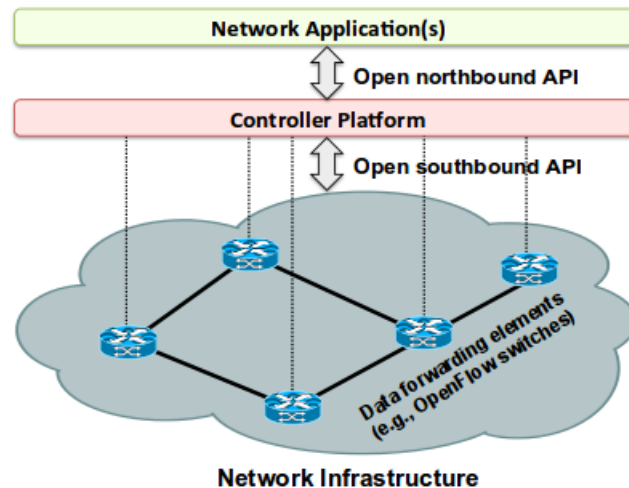 Network Application(s)
Open northbound API
Controller Platform
Open southbound API
Data forwarding elements
(e.g., OpenFlow switches)
Network Infrastructure